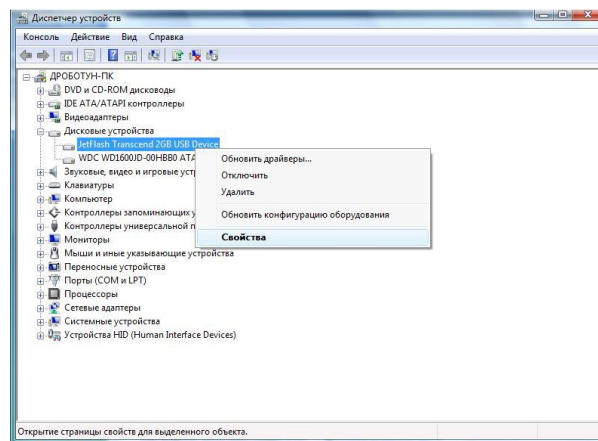 Диспетчер устройств
Консоль Действие Вид Справка
ДРОБОТУН-ПК
DVD и CD-ROM дисководы
IDE ATA/ATAPI контроллеры
Видеоадаптеры
Дисковые устройства
JetFlash Transcend 2GB USB Device
WDC WD1600JD-00HBB0 ATA
Звуковые, видео и игровые уст
Клавиатуры
Компьютер
Контроллеры запоминающих у
Контроллеры универсальной п
Мониторы
Мыши и иные указывающие устройства
Переносные устройства
Порты (COM и LPT)
Процессоры
Сетевые адаптеры
Системные устройства
Устройства HID (Human Interface Devices)
Обновить драйверы...
Отключить
Удалить
Обновить конфигурацию оборудования
Свойства
Открытие страницы свойств для выделенного объекта.